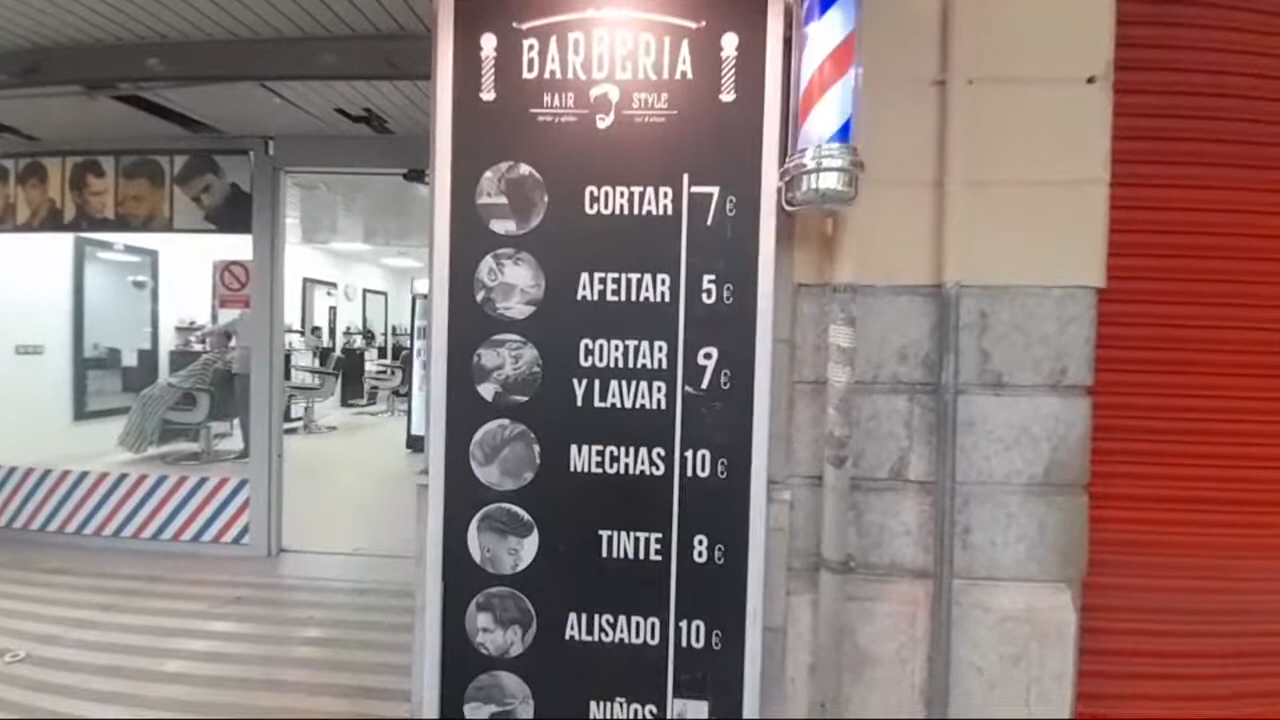 BARBERIA
HAIR STYLE
CORTAR 7€
AFEITAR 5€
CORTAR
Y LAVAR 9€
MECHAS 10€
TINTE 8€
ALISADO 10€
NIÑOS